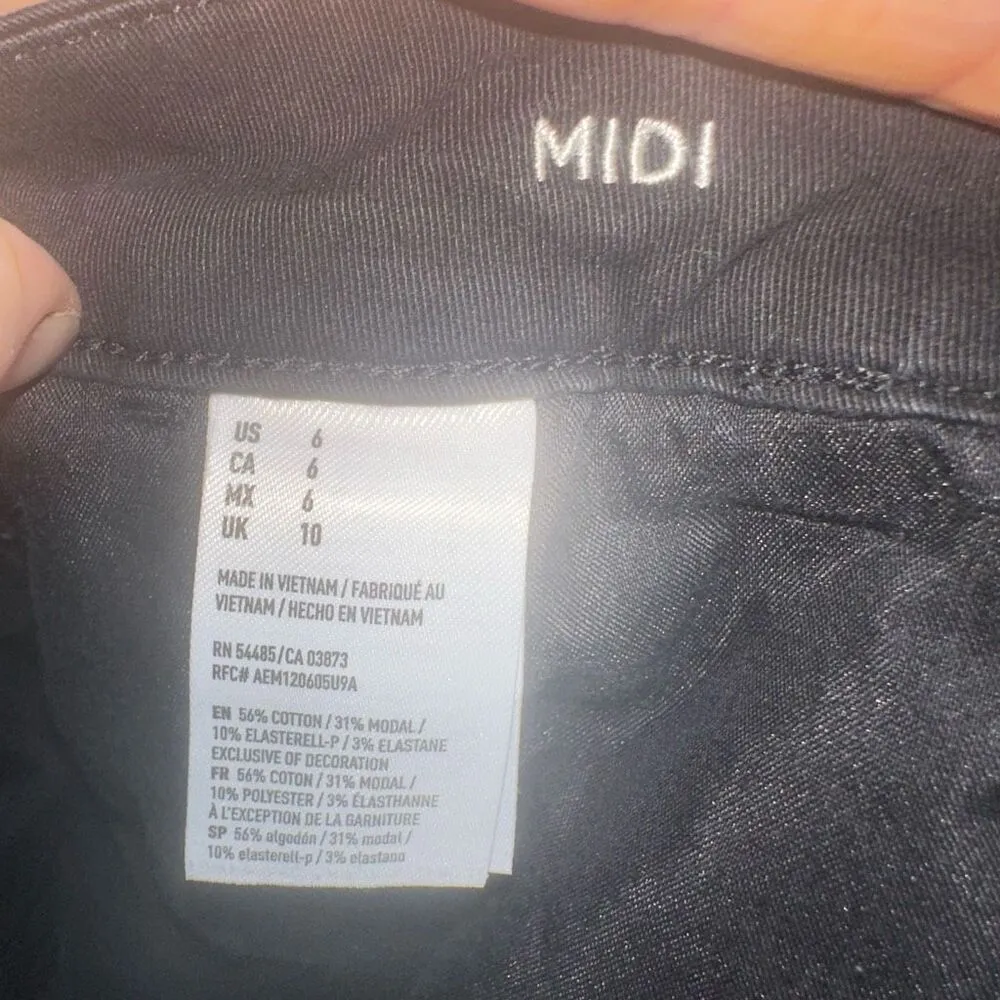 MIDI
US 6
CA 6
MX 6
UK 10
MADE IN VIETNAM / FABRIQUÉ AU
VIETNAM / HECHO EN VIETNAM
RN 54485/CA 03873
RFC# AEM120605U9A
EN 56% COTTON / 31% MODAL /
10% ELASTERELL-P / 3% ELASTANE
EXCLUSIVE OF DECORATION
FR 56% COTON / 31% MODAL /
10% POLYESTER / 3% ÉLASTHANNE
À L'EXCEPTION DE LA GARNITURE
SP 56% algodón / 31% modal /
10% elasterell-p / 3% elastano